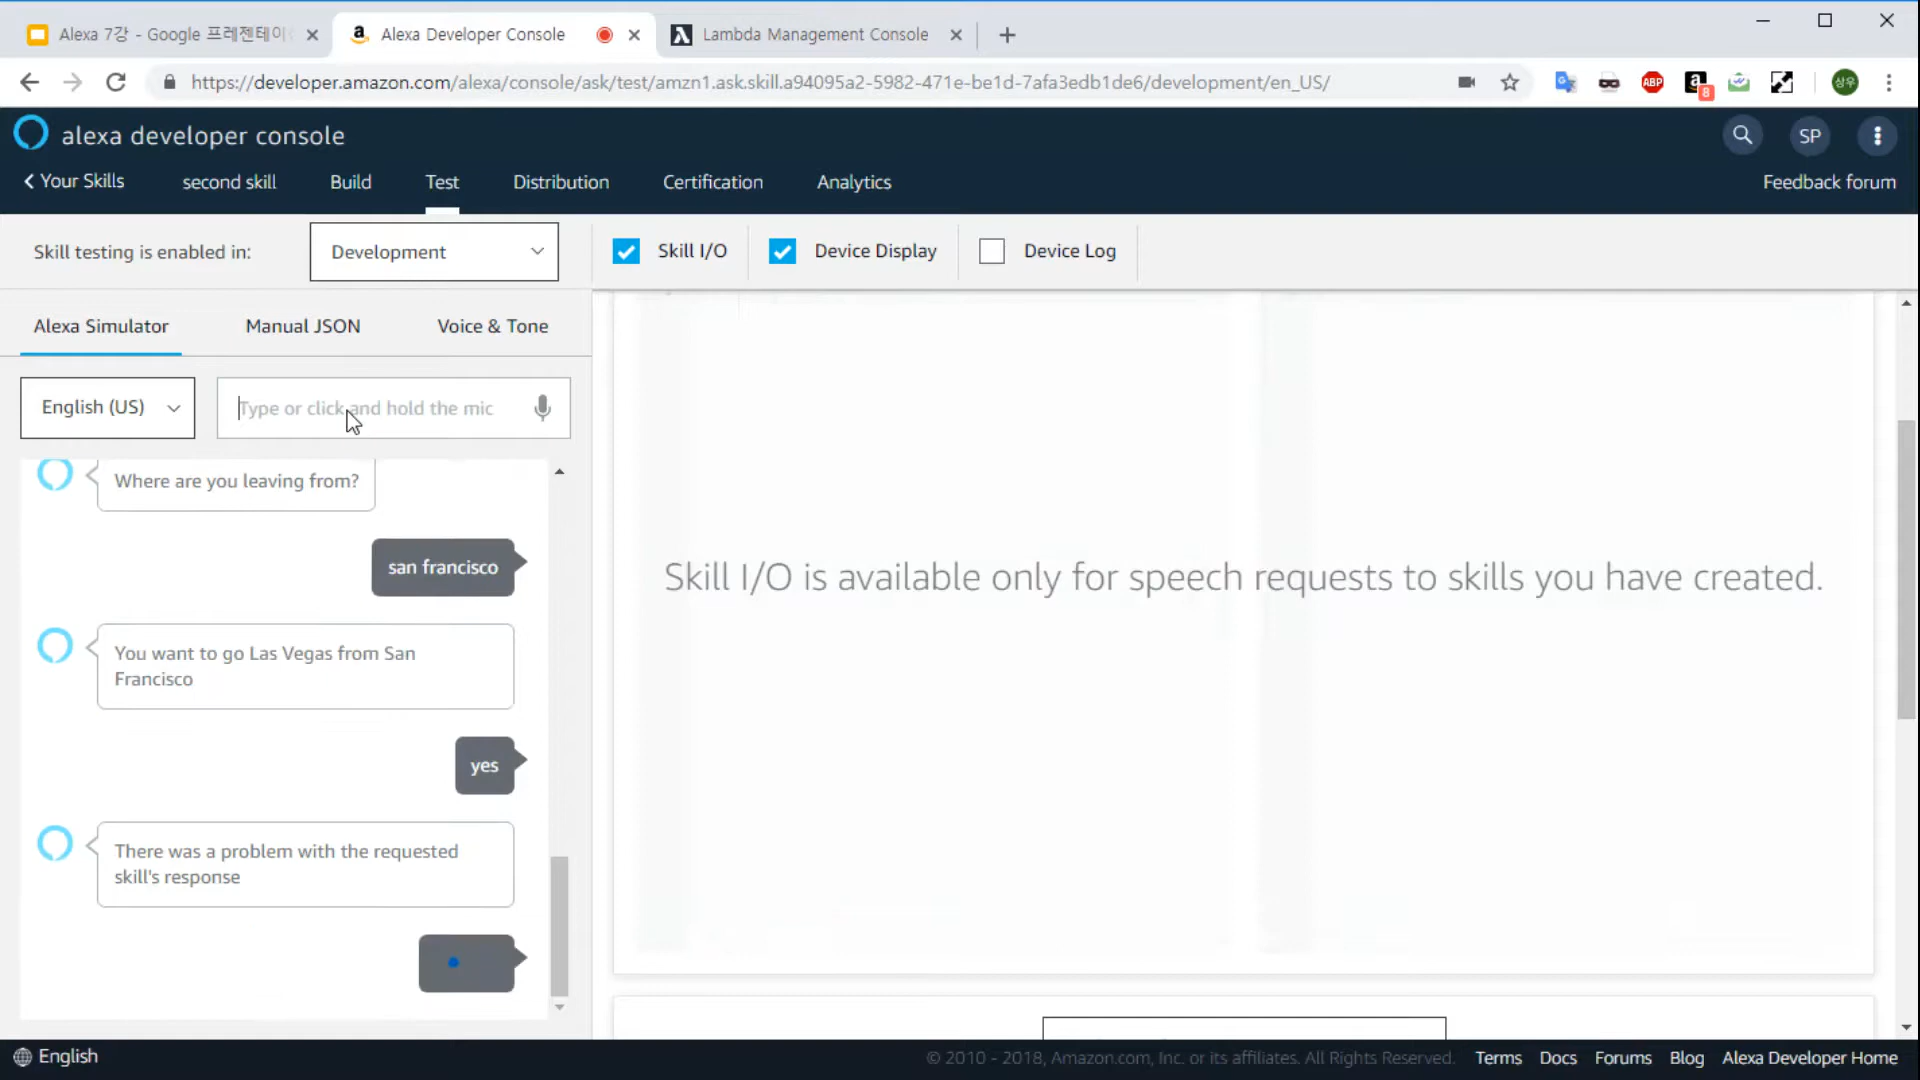 Alexa 7강 - Google 프레젠테이
Alexa Developer Console
Lambda Management Console
https://developer.amazon.com/alexa/console/ask/test/amzn1.ask.skill.a94095a2-5982-471e-be1d-7afa3edb1de6/development/en_US/
ABP
8
상우
alexa developer console
SP
Your Skills
second skill
Build
Test
Distribution
Certification
Analytics
Feedback forum
Skill testing is enabled in:
Development
Skill I/O
Device Display
Device Log
Alexa Simulator
Manual JSON
Voice & Tone
English (US)
Type or click and hold the mic
Where are you leaving from?
san francisco
You want to go Las Vegas from San
Francisco
yes
There was a problem with the requested
skill's response
Skill I/O is available only for speech requests to skills you have created.
English
© 2010 - 2018, Amazon.com, Inc. or its affiliates. All Rights Reserved.
Terms
Docs
Forums
Blog
Alexa Developer Home